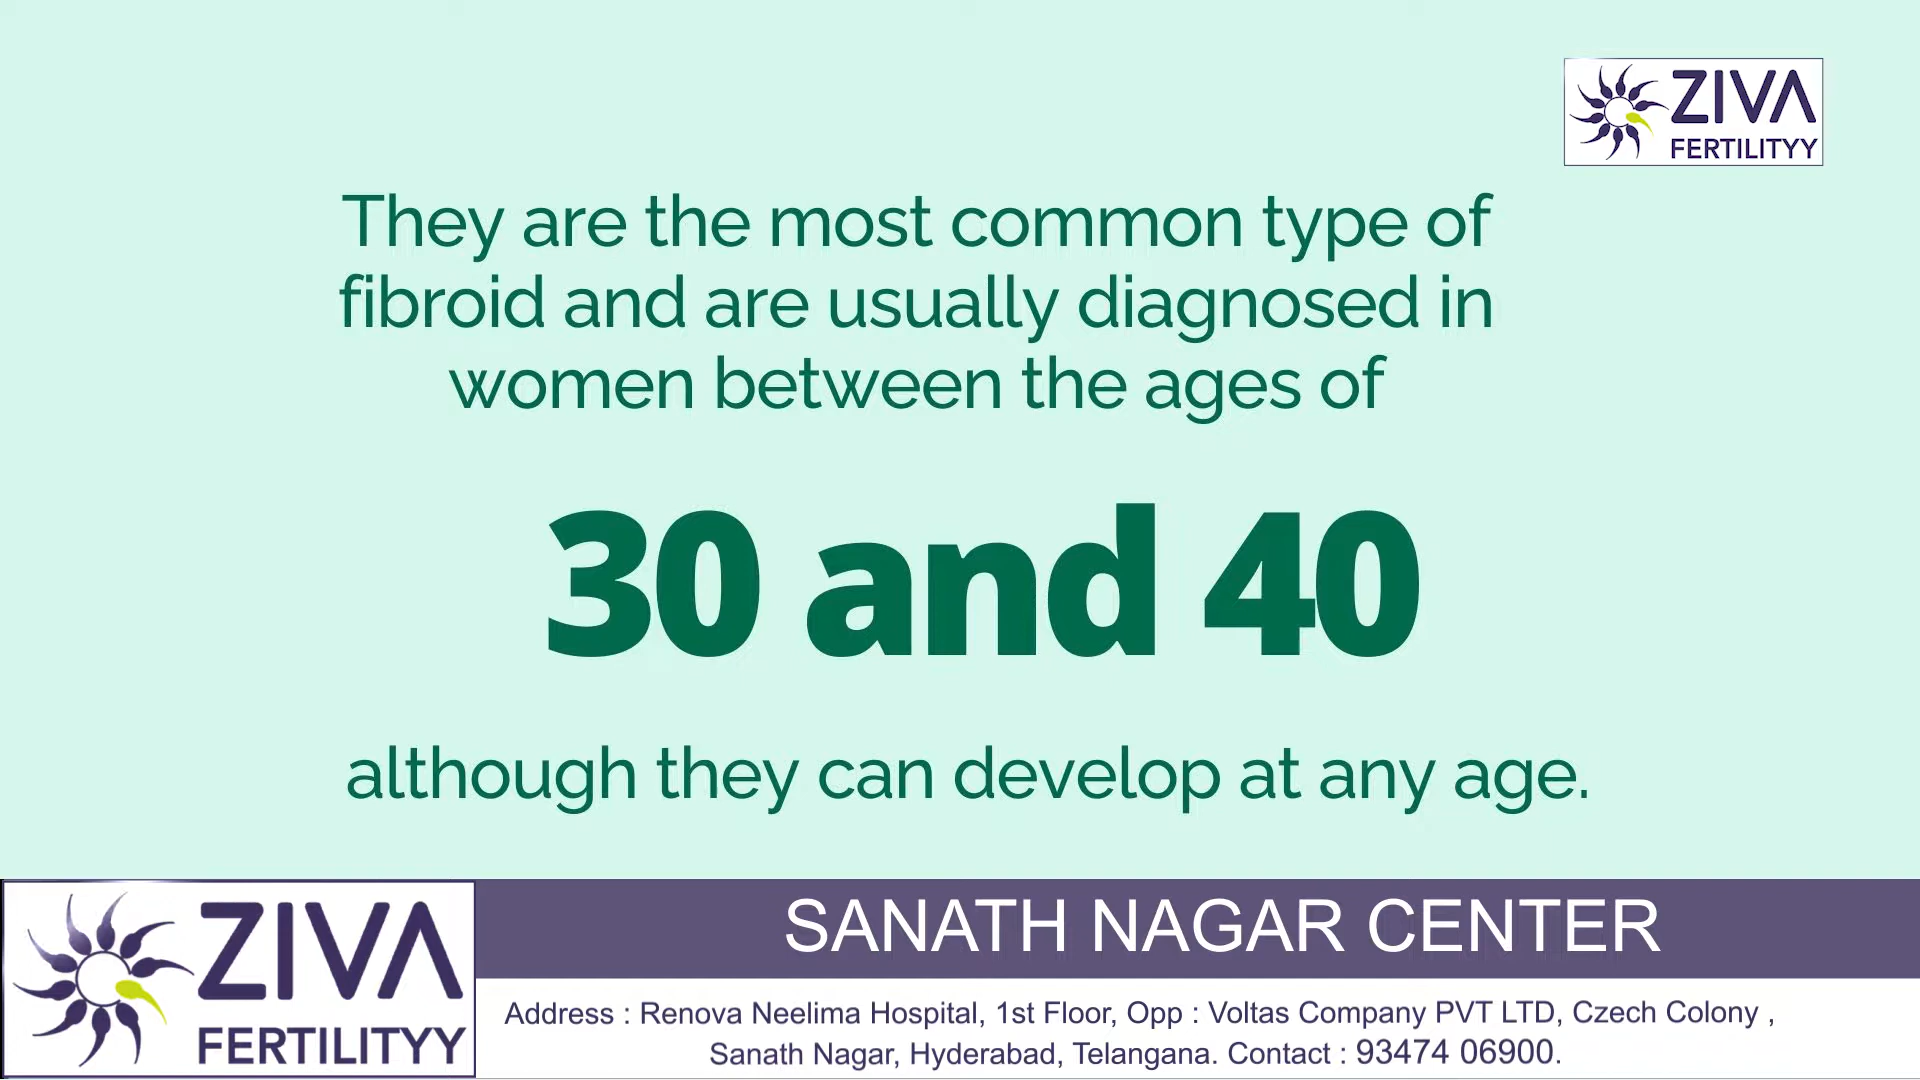 ZIVA
FERTILITYY
They are the most common type of
fibroid and are usually diagnosed in
women between the ages of
30 and 40
although they can develop at any age.
ZIVA
FERTILITYY
SANATH NAGAR CENTER
Address : Renova Neelima Hospital, 1st Floor, Opp : Voltas Company PVT LTD, Czech Colony ,
Sanath Nagar, Hyderabad, Telangana. Contact : 93474 06900.